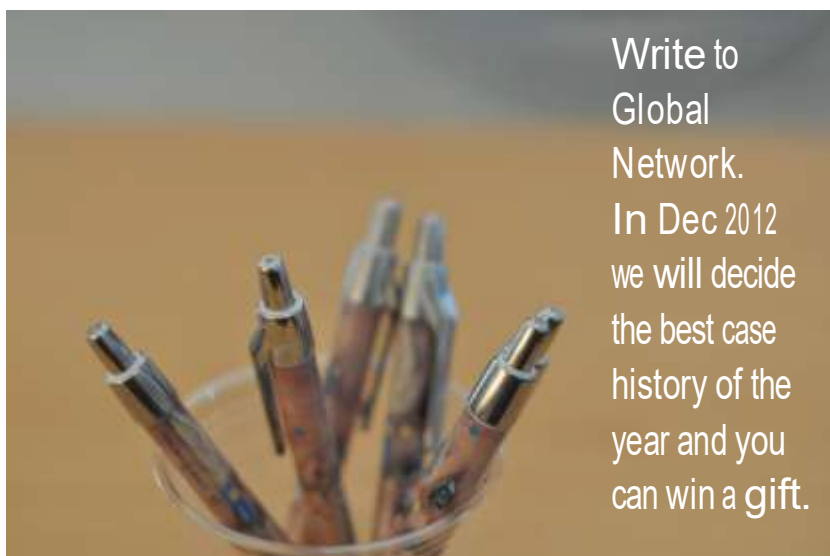 Write to
Global
Network.
In Dec 2012
we will decide
the best case
history of the
year and you
can win a gift.